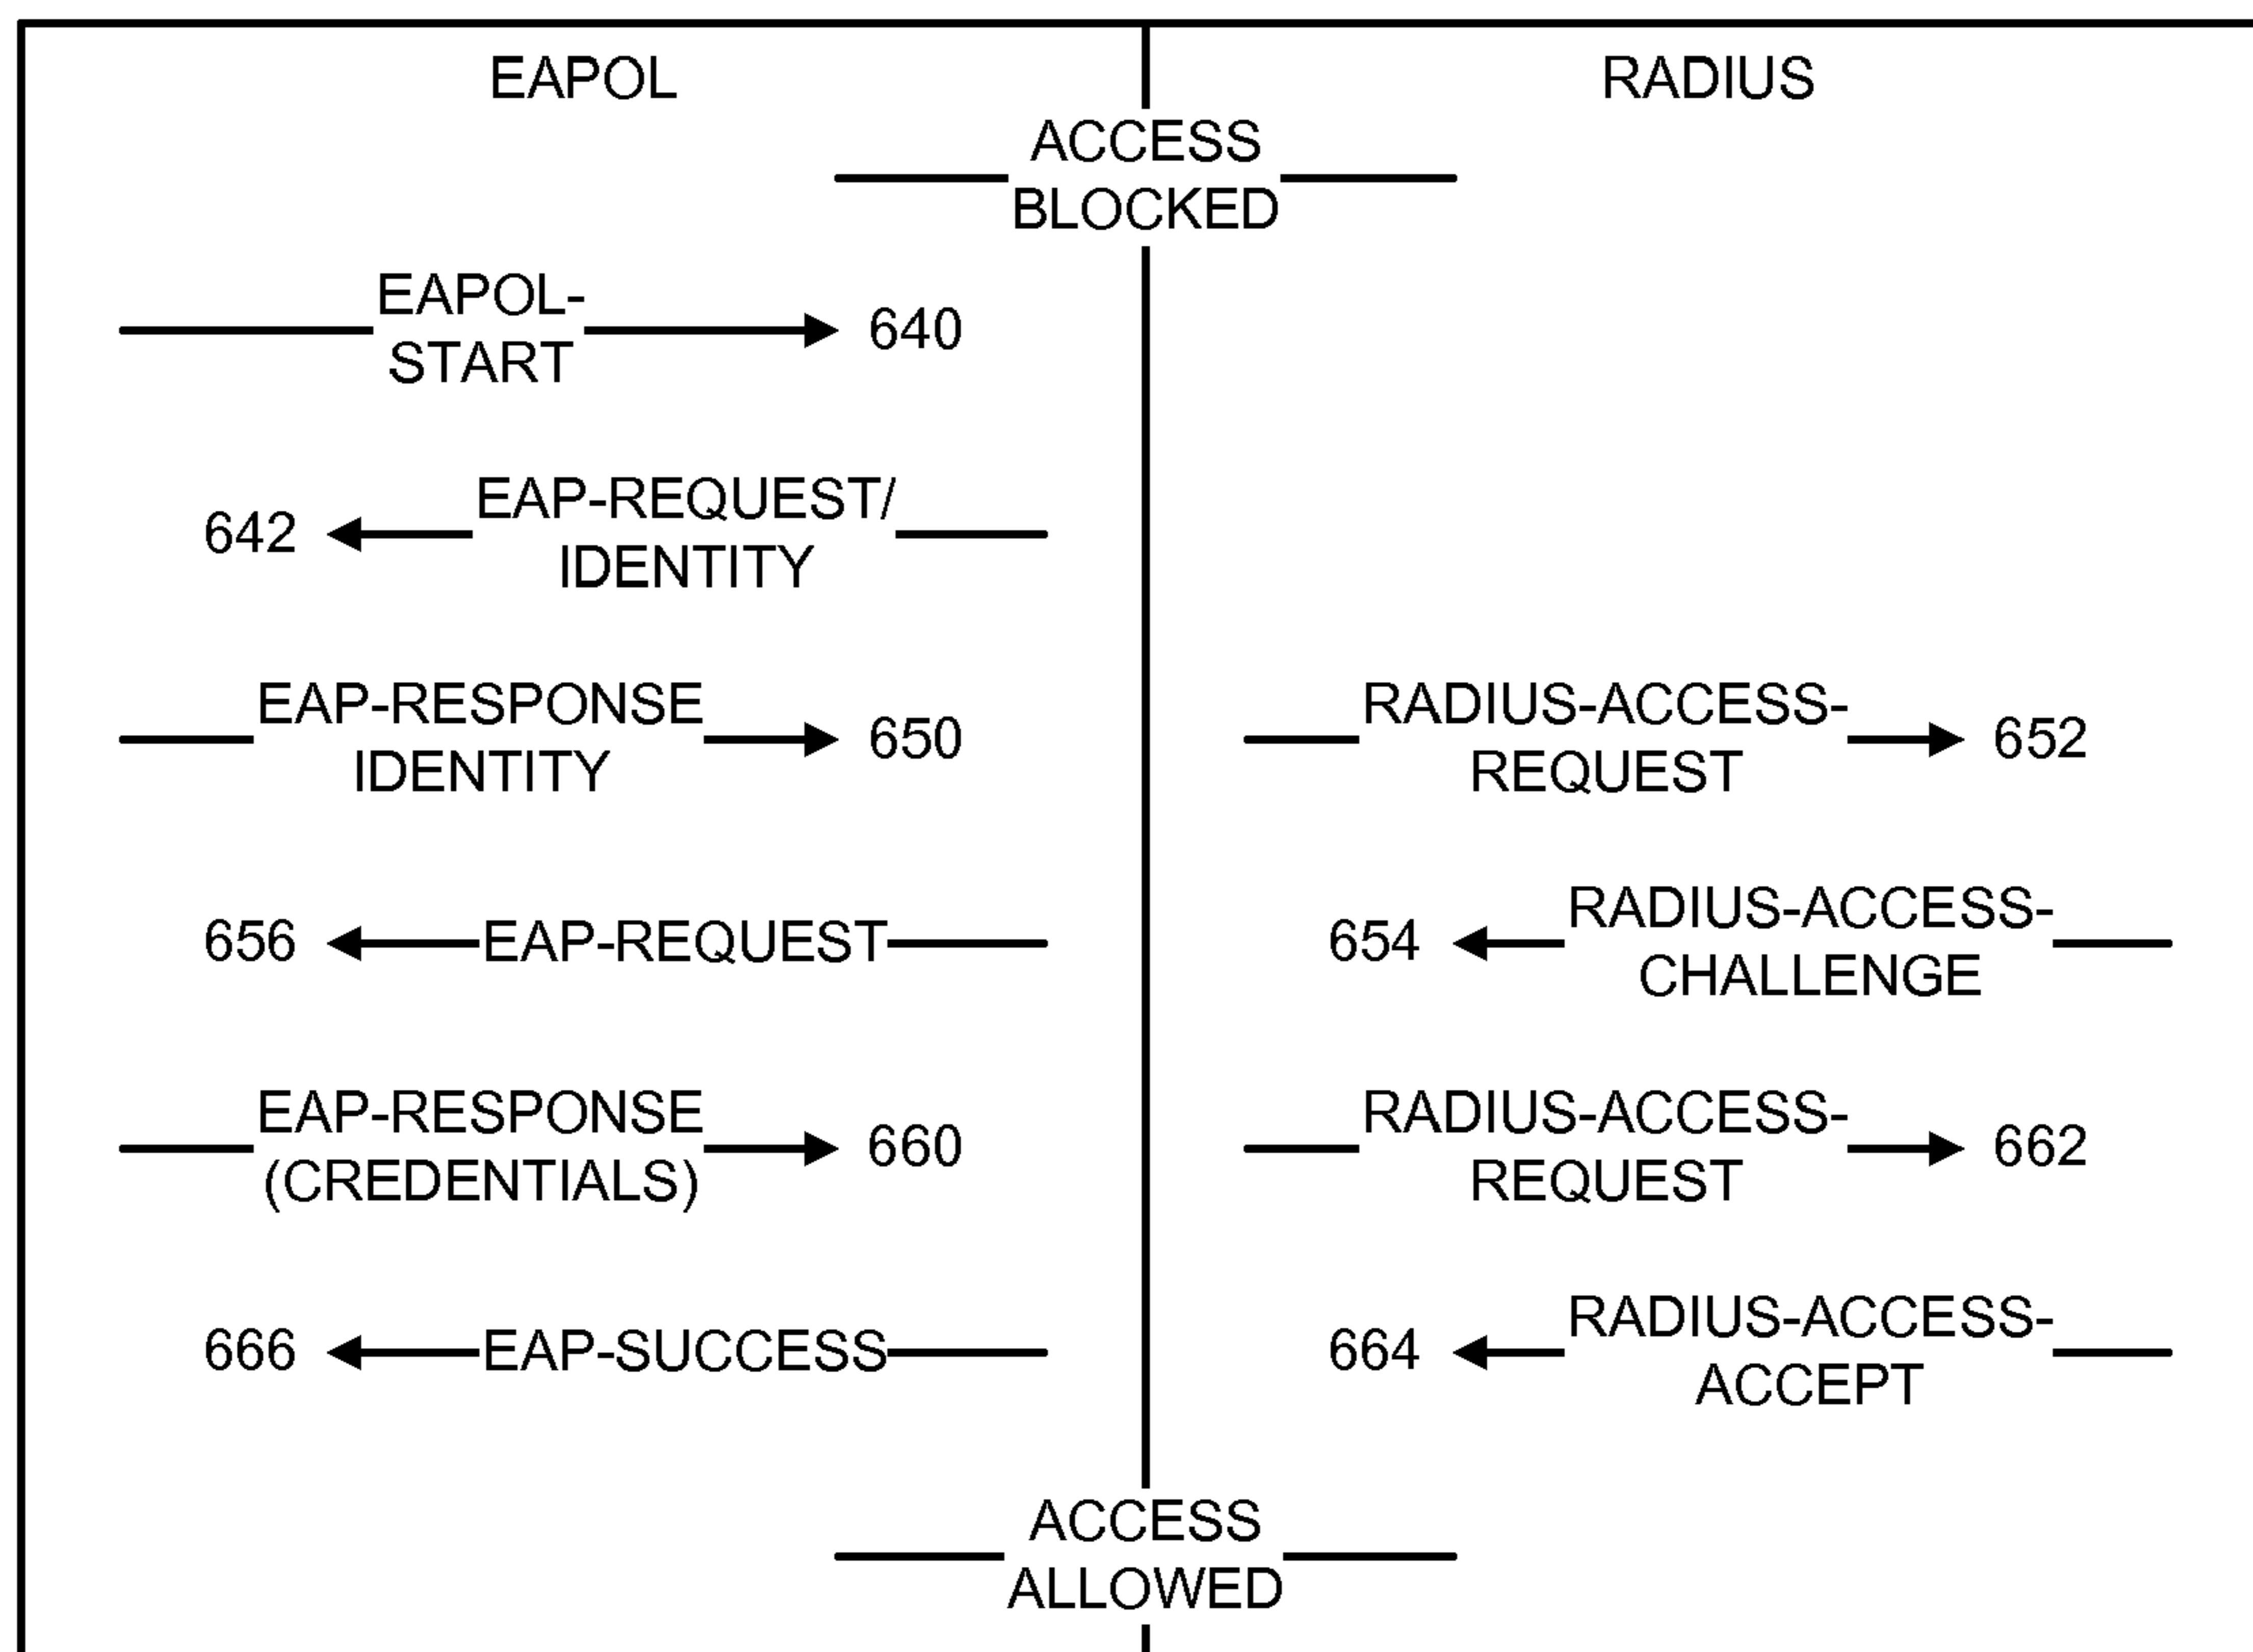 EAPOL
RADIUS
ACCESS
BLOCKED
EAPOL-
START
640
642
EAP-REQUEST/
IDENTITY
EAP-RESPONSE
IDENTITY
650
RADIUS-ACCESS-
REQUEST
652
656
EAP-REQUEST
654
RADIUS-ACCESS-
CHALLENGE
EAP-RESPONSE
(CREDENTIALS)
660
RADIUS-ACCESS-
REQUEST
662
666
EAP-SUCCESS
664
RADIUS-ACCESS-
ACCEPT
ACCESS
ALLOWED